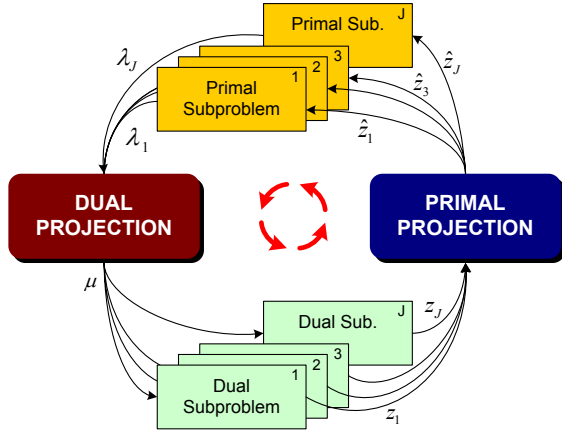 J
Primal Sub.
λ_J
3
2
1
Primal
Subproblem
ẑ_J
ẑ_3
ẑ_1
λ_1
DUAL
PROJECTION
PRIMAL
PROJECTION
μ
J
Dual Sub.
z_J
3
2
1
Dual
Subproblem
z_1